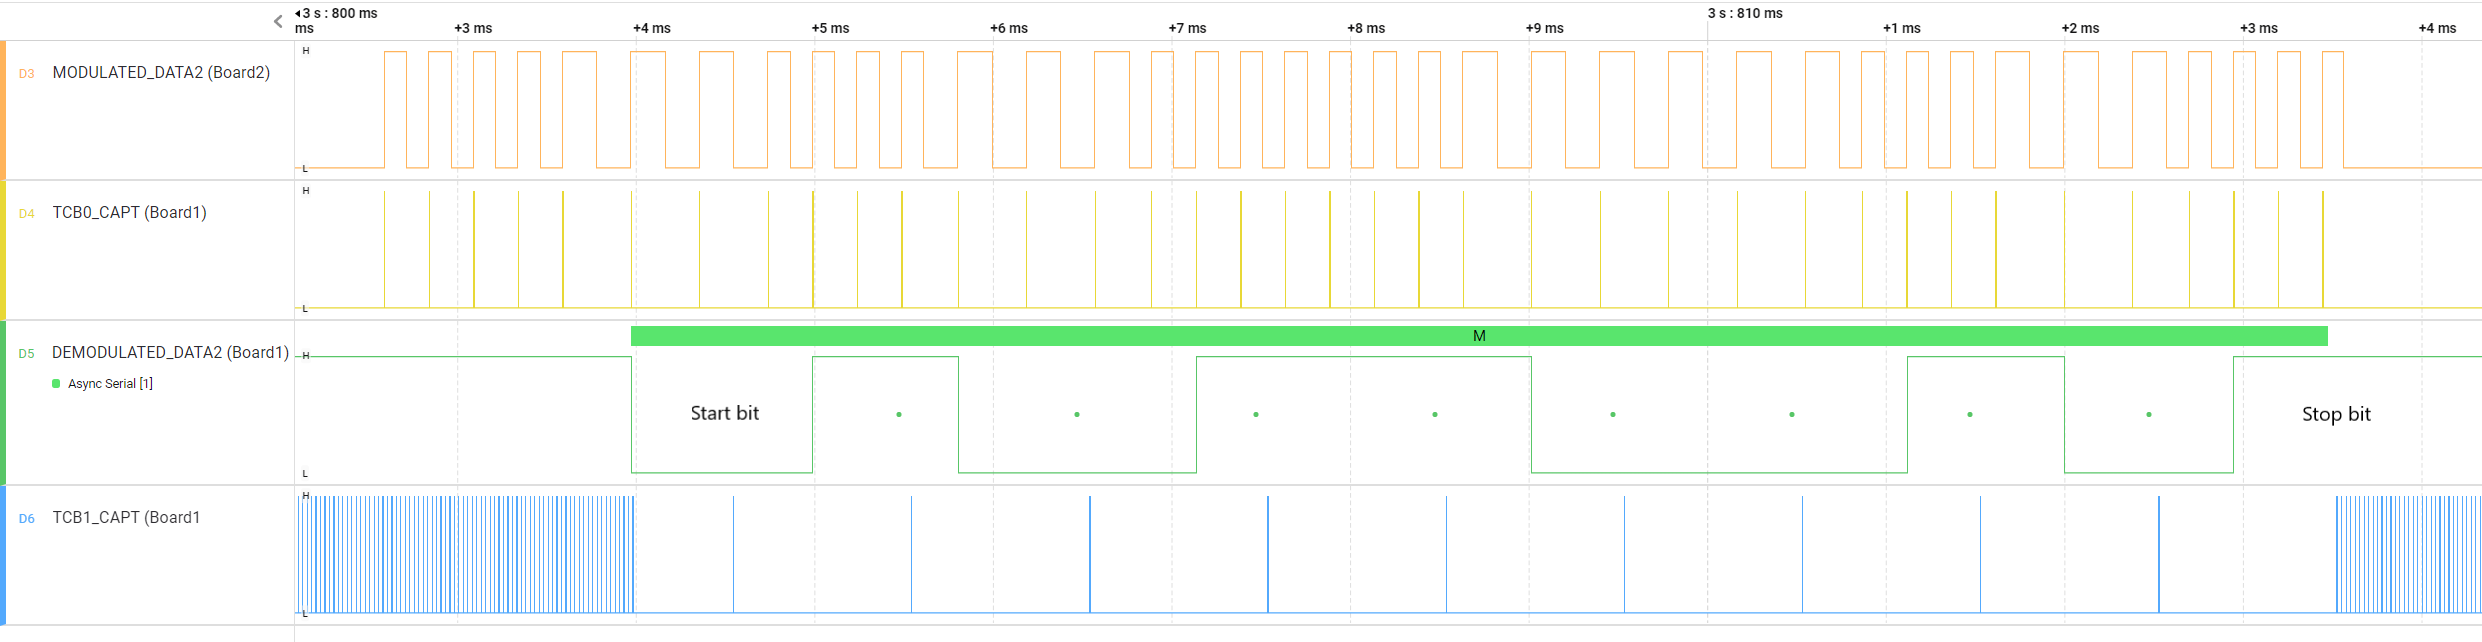 3 s : 800 ms
3 s : 810 ms
ms
+3 ms
+4 ms
+5 ms
+6 ms
+7 ms
+8 ms
+9 ms
+1 ms
+2 ms
+3 ms
+4 ms
H
D3 MODULATED_DATA2 (Board2)
L
H
D4 TCB0_CAPT (Board1)
L
M
D5 DEMODULATED_DATA2 (Board1) H
Async Serial [1]
Start bit
Stop bit
L
H
D6 TCB1_CAPT (Board1
L